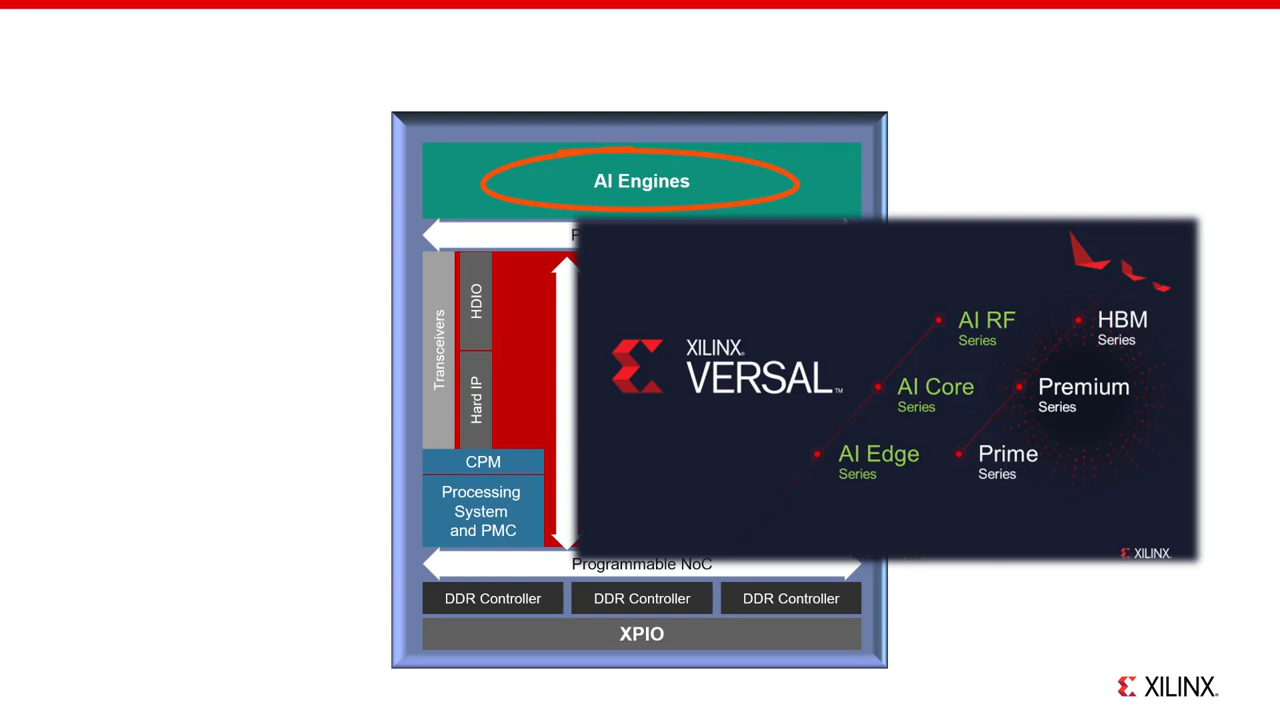 AI Engines
P
Transceivers
HDIO
Hard IP
CPM
Processing
System
and PMC
XILINX®
VERSAL™
AI RF
Series
HBM
Series
AI Core
Series
Premium
Series
AI Edge
Series
Prime
Series
XILINX®
Programmable NoC
DDR Controller
DDR Controller
DDR Controller
XPIO
XILINX®